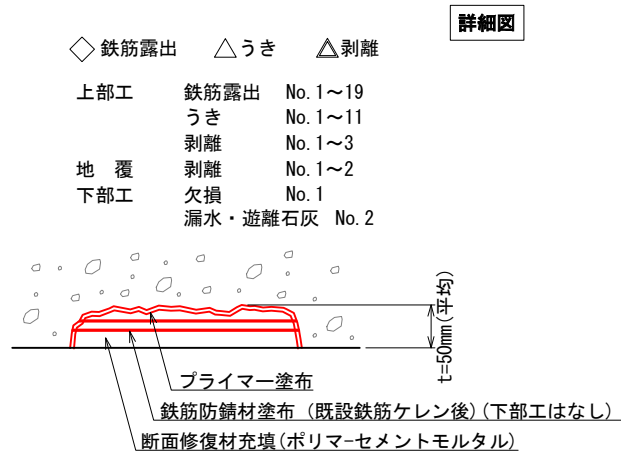 詳細図
◇ 鉄筋露出 △うき △剥離
上部工 鉄筋露出 No.1～19
うき No.1～11
剥離 No.1～3
地 覆 剥離 No.1～2
下部工 欠損 No.1
漏水・遊離石灰 No.2
t=50mm(平均)
プライマー塗布
鉄筋防錆材塗布 (既設鉄筋ケレン後)(下部工はなし)
断面修復材充填(ポリマ-セメントモルタル)